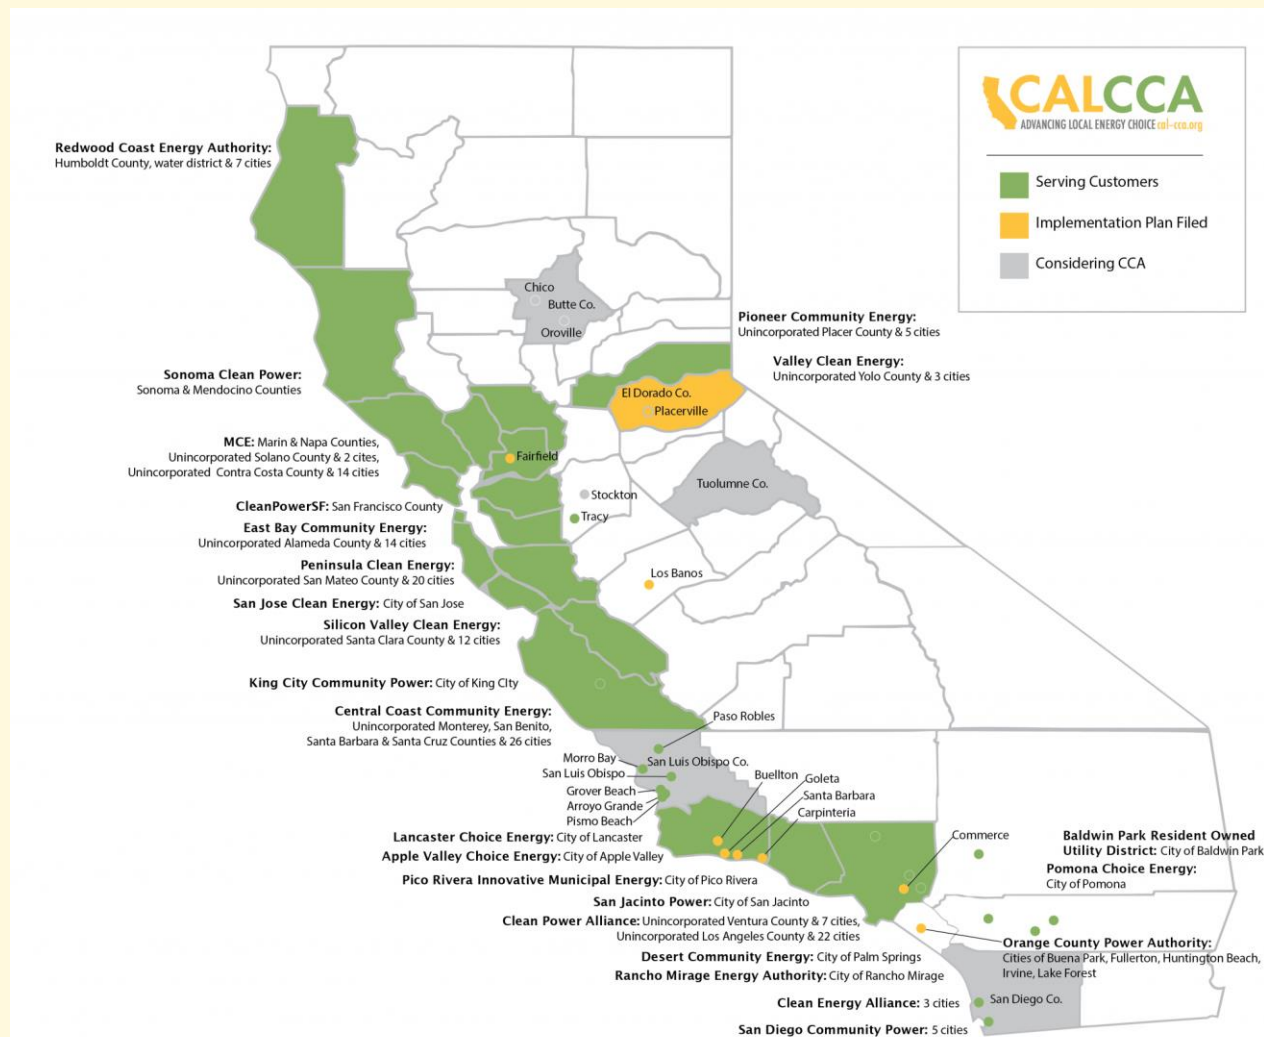 CALCCA
ADVANCING LOCAL ENERGY CHOICE cal-cca.org
Serving Customers
Implementation Plan Filed
Considering CCA
Redwood Coast Energy Authority:
Humboldt County, water district & 7 cities
Chico
Butte Co.
Oroville
Pioneer Community Energy:
Unincorporated Placer County & 5 cities
Valley Clean Energy:
Unincorporated Yolo County & 3 cities
Sonoma Clean Power:
Sonoma & Mendocino Counties
El Dorado Co.
Placerville
MCE: Marin & Napa Counties,
Unincorporated Solano County & 2 cites,
Unincorporated Contra Costa County & 14 cities
Fairfield
Tuolumne Co.
Stockton
Tracy
CleanPowerSF: San Francisco County
East Bay Community Energy:
Unincorporated Alameda County & 14 cities
Peninsula Clean Energy:
Unincorporated San Mateo County & 20 cities
Los Banos
San Jose Clean Energy: City of San Jose
Silicon Valley Clean Energy:
Unincorporated Santa Clara County & 12 cities
King City Community Power: City of King CIty
Central Coast Community Energy:
Unincorporated Monterey, San Benito,
Santa Barbara & Santa Cruz Counties & 26 cities
Paso Robles
Morro Bay
San Luis Obispo Co.
San Luis Obispo
Grover Beach
Arroyo Grande
Pismo Beach
Buellton
Goleta
Santa Barbara
Carpinteria
Lancaster Choice Energy: City of Lancaster
Apple Valley Choice Energy: City of Apple Valley
Pico Rivera Innovative Municipal Energy: City of Pico Rivera
San Jacinto Power: City of San Jacinto
Clean Power Alliance: Unincorporated Ventura County & 7 cities,
Unincorporated Los Angeles County & 22 cities
Commerce
Baldwin Park Resident Owned
Utility District: City of Baldwin Park
Pomona Choice Energy:
City of Pomona
Desert Community Energy: City of Palm Springs
Rancho Mirage Energy Authority: City of Rancho Mirage
Orange County Power Authority:
Cities of Buena Park, Fullerton, Huntington Beach,
Irvine, Lake Forest
Clean Energy Alliance: 3 cities
San Diego Co.
San Diego Community Power: 5 cities